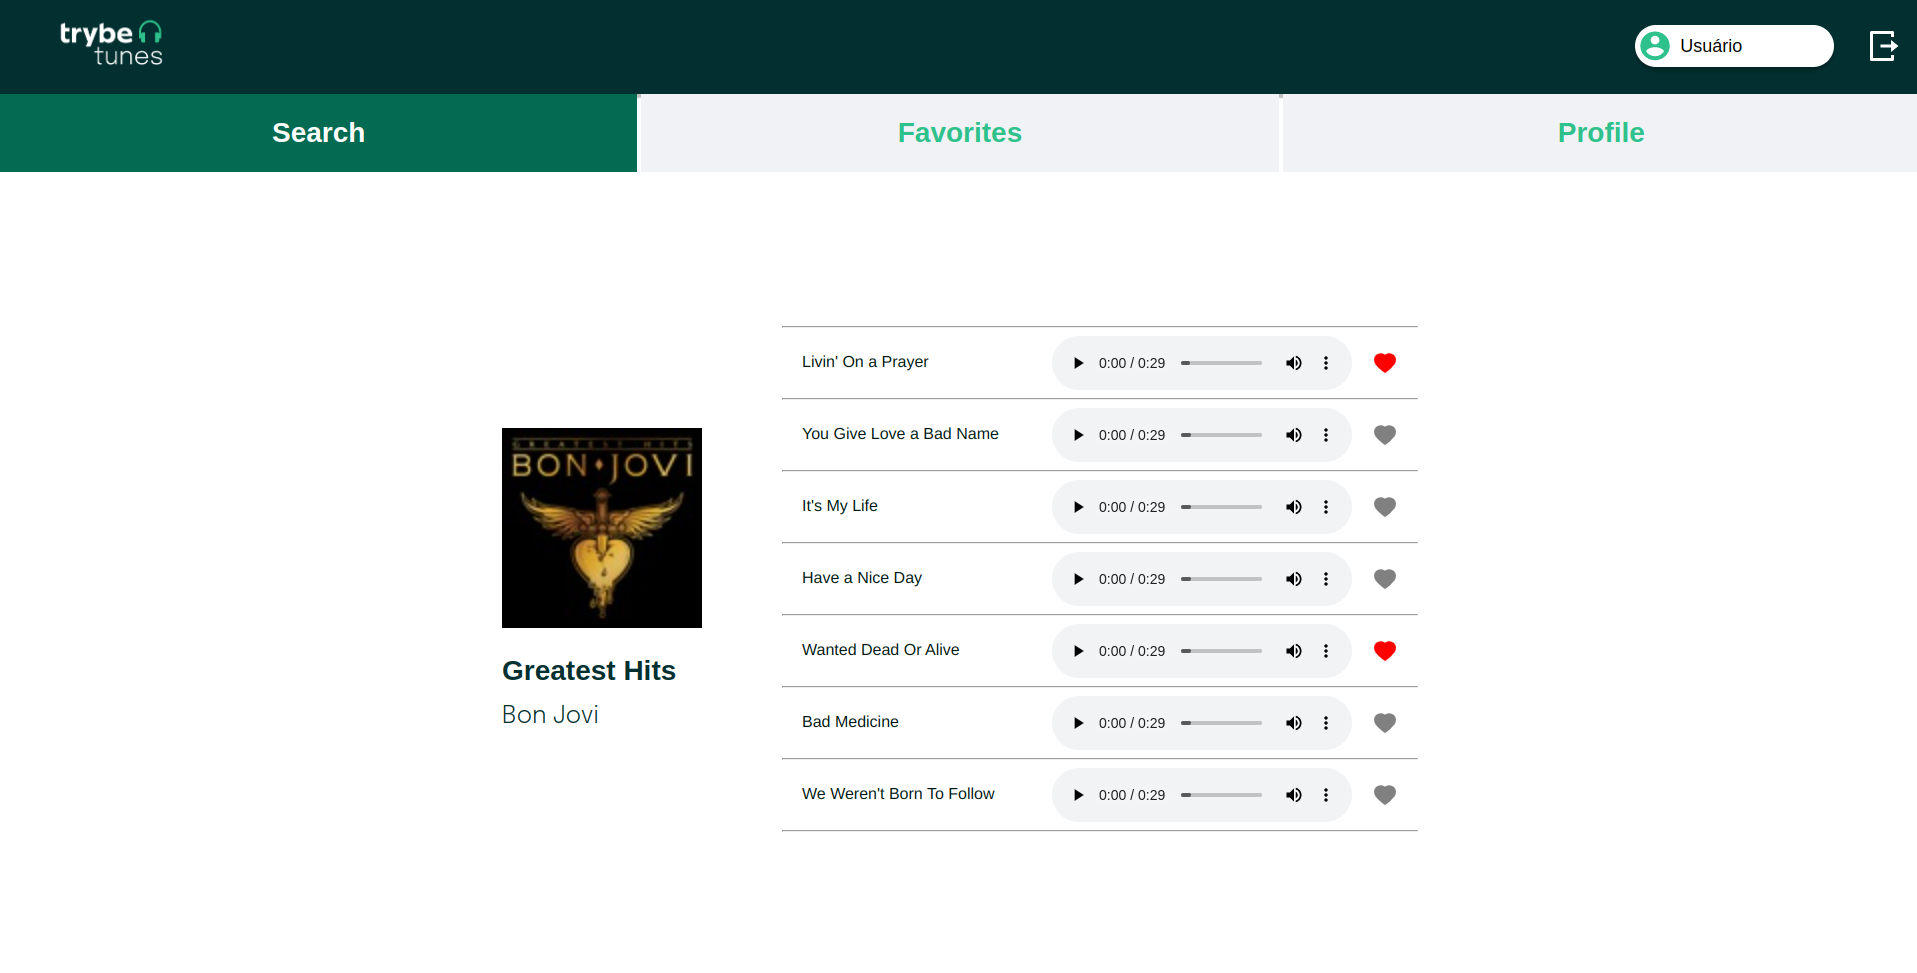 trybe
tunes
Usuário
Search
Favorites
Profile
GREATEST HITS
BON JOVI
Greatest Hits
Bon Jovi
Livin' On a Prayer
0:00 / 0:29
You Give Love a Bad Name
0:00 / 0:29
It's My Life
0:00 / 0:29
Have a Nice Day
0:00 / 0:29
Wanted Dead Or Alive
0:00 / 0:29
Bad Medicine
0:00 / 0:29
We Weren't Born To Follow
0:00 / 0:29